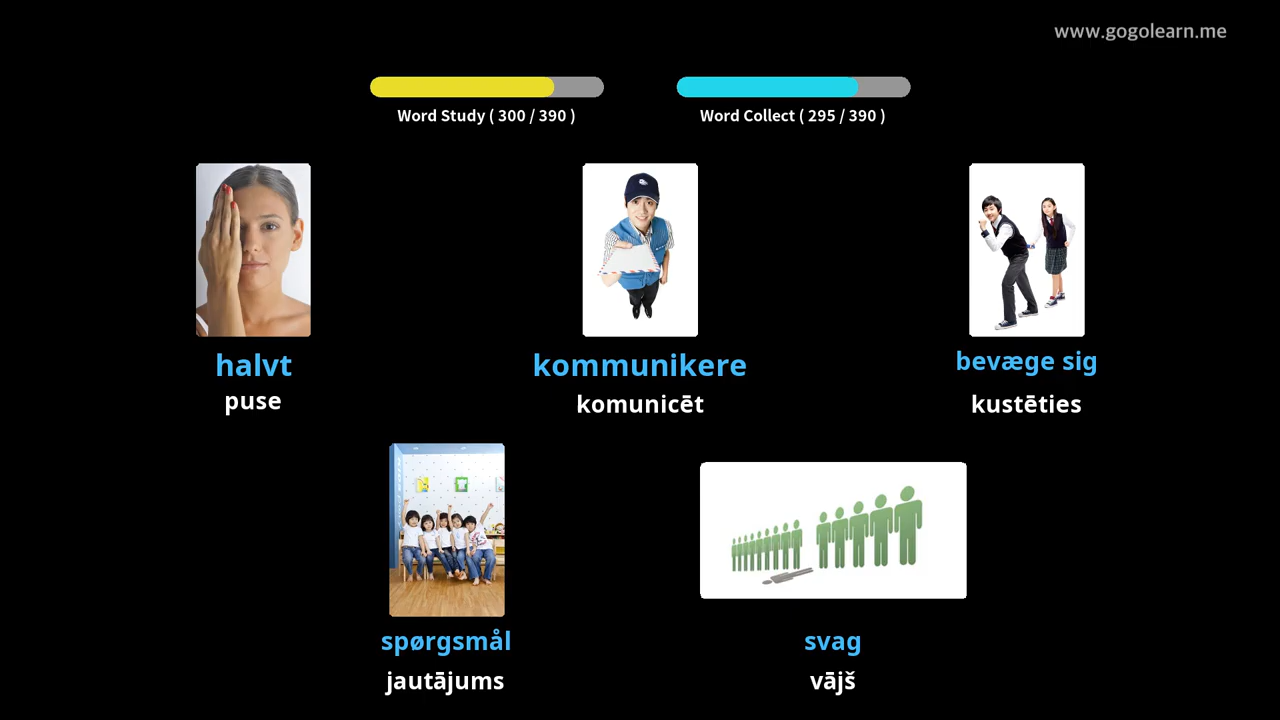 www.gogolearn.me
Word Study ( 300 / 390 )
Word Collect ( 295 / 390 )
halvt
puse
kommunikere
komunicēt
bevæge sig
kustēties
spørgsmål
jautājums
svag
vājš